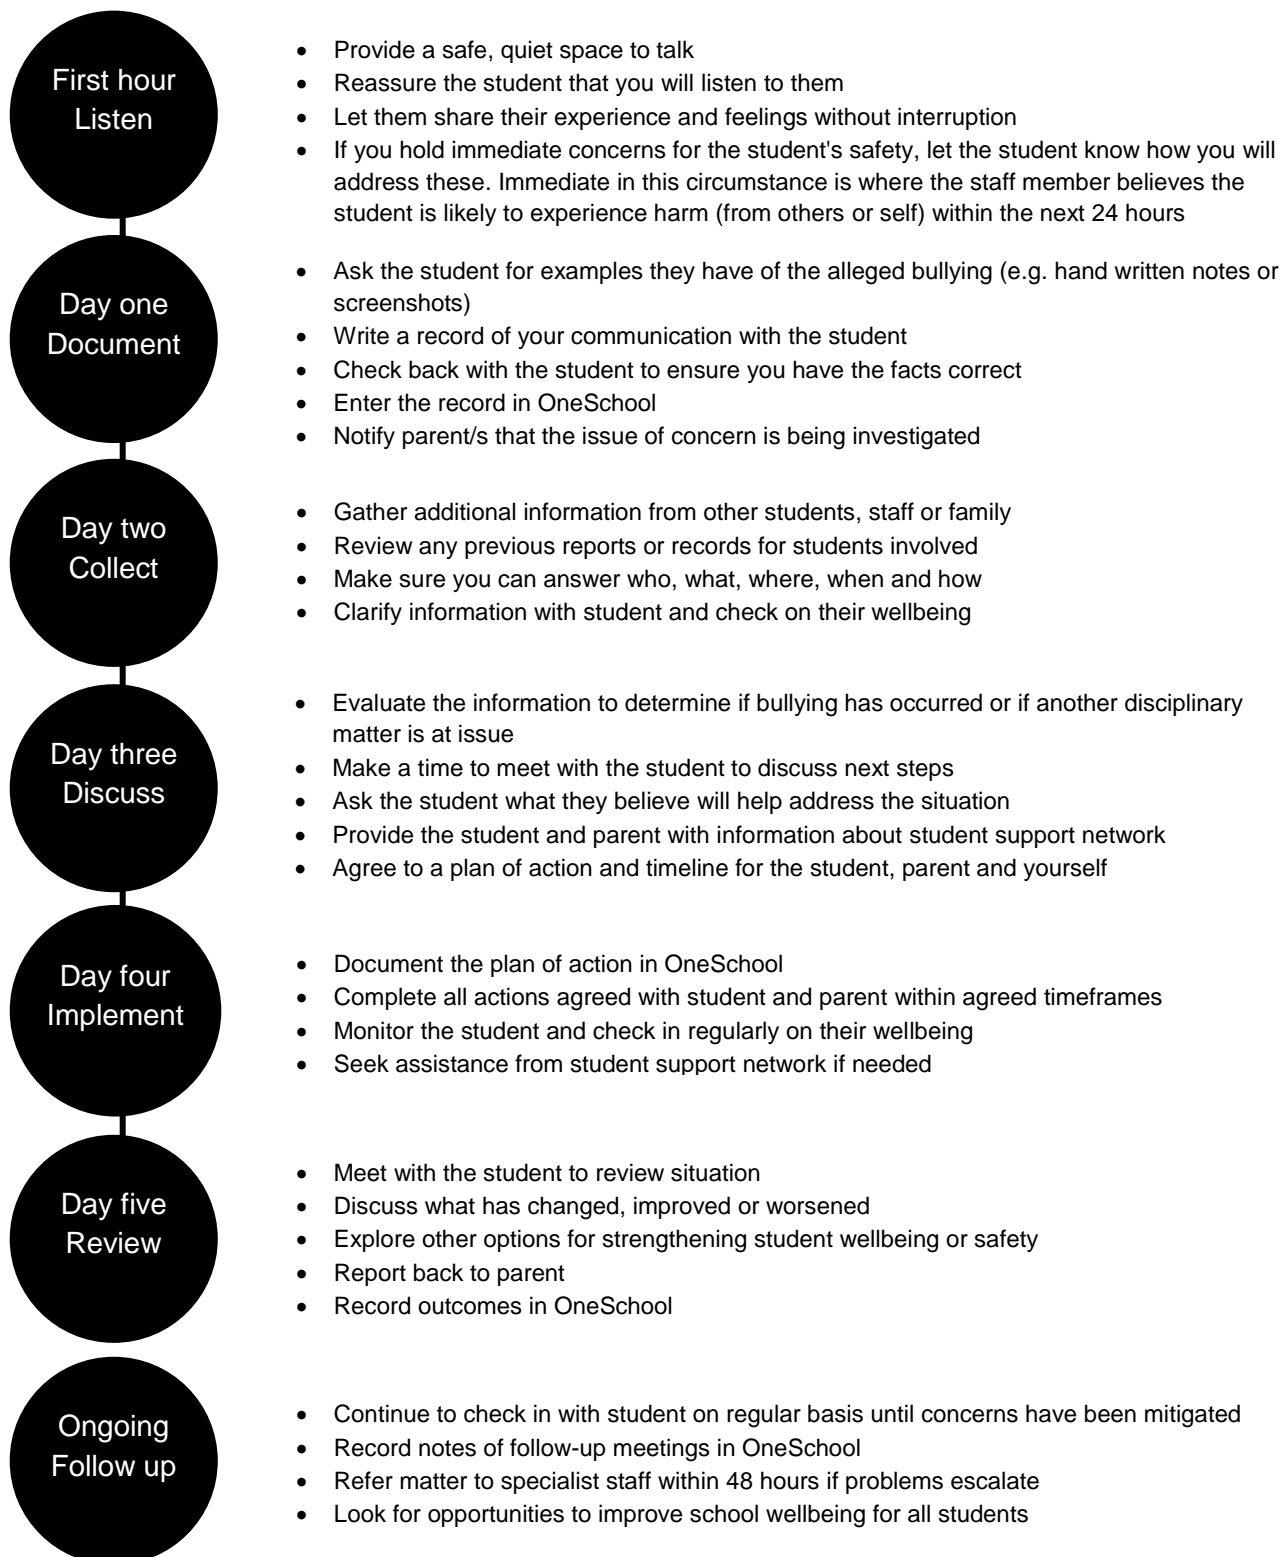 First hour
Listen
• Provide a safe, quiet space to talk
• Reassure the student that you will listen to them
• Let them share their experience and feelings without interruption
• If you hold immediate concerns for the student's safety, let the student know how you will
address these. Immediate in this circumstance is where the staff member believes the
student is likely to experience harm (from others or self) within the next 24 hours
Day one
Document
• Ask the student for examples they have of the alleged bullying (e.g. hand written notes or
screenshots)
• Write a record of your communication with the student
• Check back with the student to ensure you have the facts correct
• Enter the record in OneSchool
• Notify parent/s that the issue of concern is being investigated
Day two
Collect
• Gather additional information from other students, staff or family
• Review any previous reports or records for students involved
• Make sure you can answer who, what, where, when and how
• Clarify information with student and check on their wellbeing
Day three
Discuss
• Evaluate the information to determine if bullying has occurred or if another disciplinary
matter is at issue
• Make a time to meet with the student to discuss next steps
• Ask the student what they believe will help address the situation
• Provide the student and parent with information about student support network
• Agree to a plan of action and timeline for the student, parent and yourself
Day four
Implement
• Document the plan of action in OneSchool
• Complete all actions agreed with student and parent within agreed timeframes
• Monitor the student and check in regularly on their wellbeing
• Seek assistance from student support network if needed
Day five
Review
• Meet with the student to review situation
• Discuss what has changed, improved or worsened
• Explore other options for strengthening student wellbeing or safety
• Report back to parent
• Record outcomes in OneSchool
Ongoing
Follow up
• Continue to check in with student on regular basis until concerns have been mitigated
• Record notes of follow-up meetings in OneSchool
• Refer matter to specialist staff within 48 hours if problems escalate
• Look for opportunities to improve school wellbeing for all students